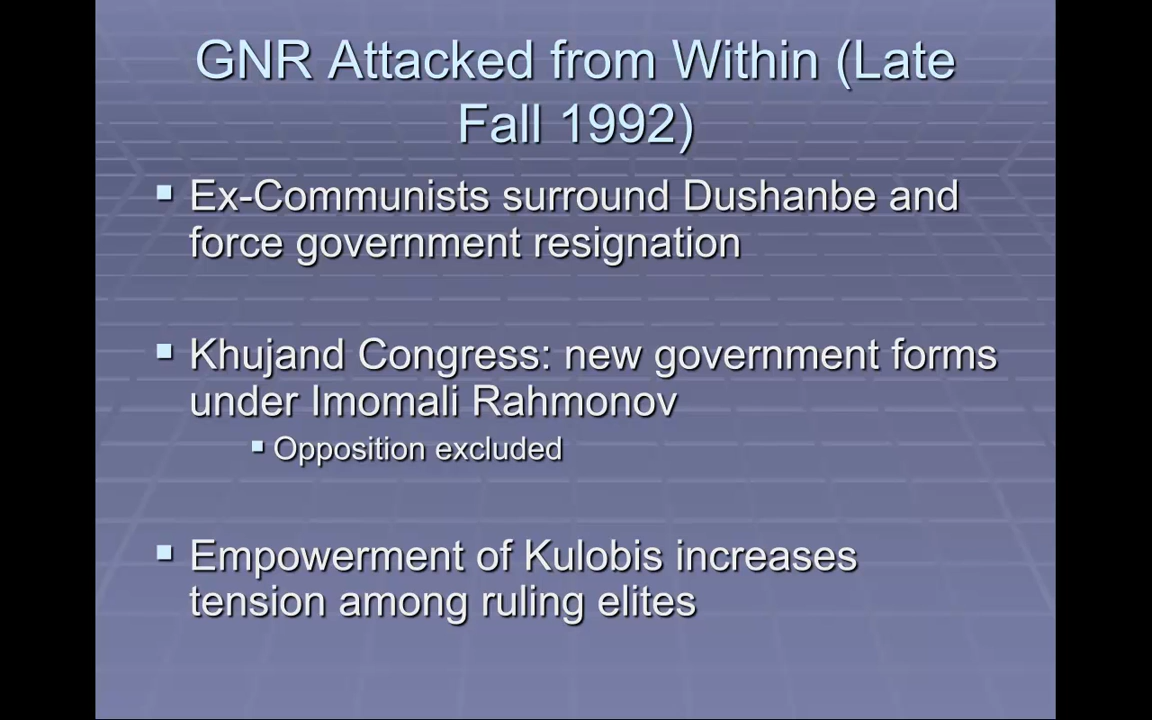 GNR Attacked from Within (Late
Fall 1992)
▪ Ex-Communists surround Dushanbe and
force government resignation
▪ Khujand Congress: new government forms
under Imomali Rahmonov
▪ Opposition excluded
▪ Empowerment of Kulobis increases
tension among ruling elites